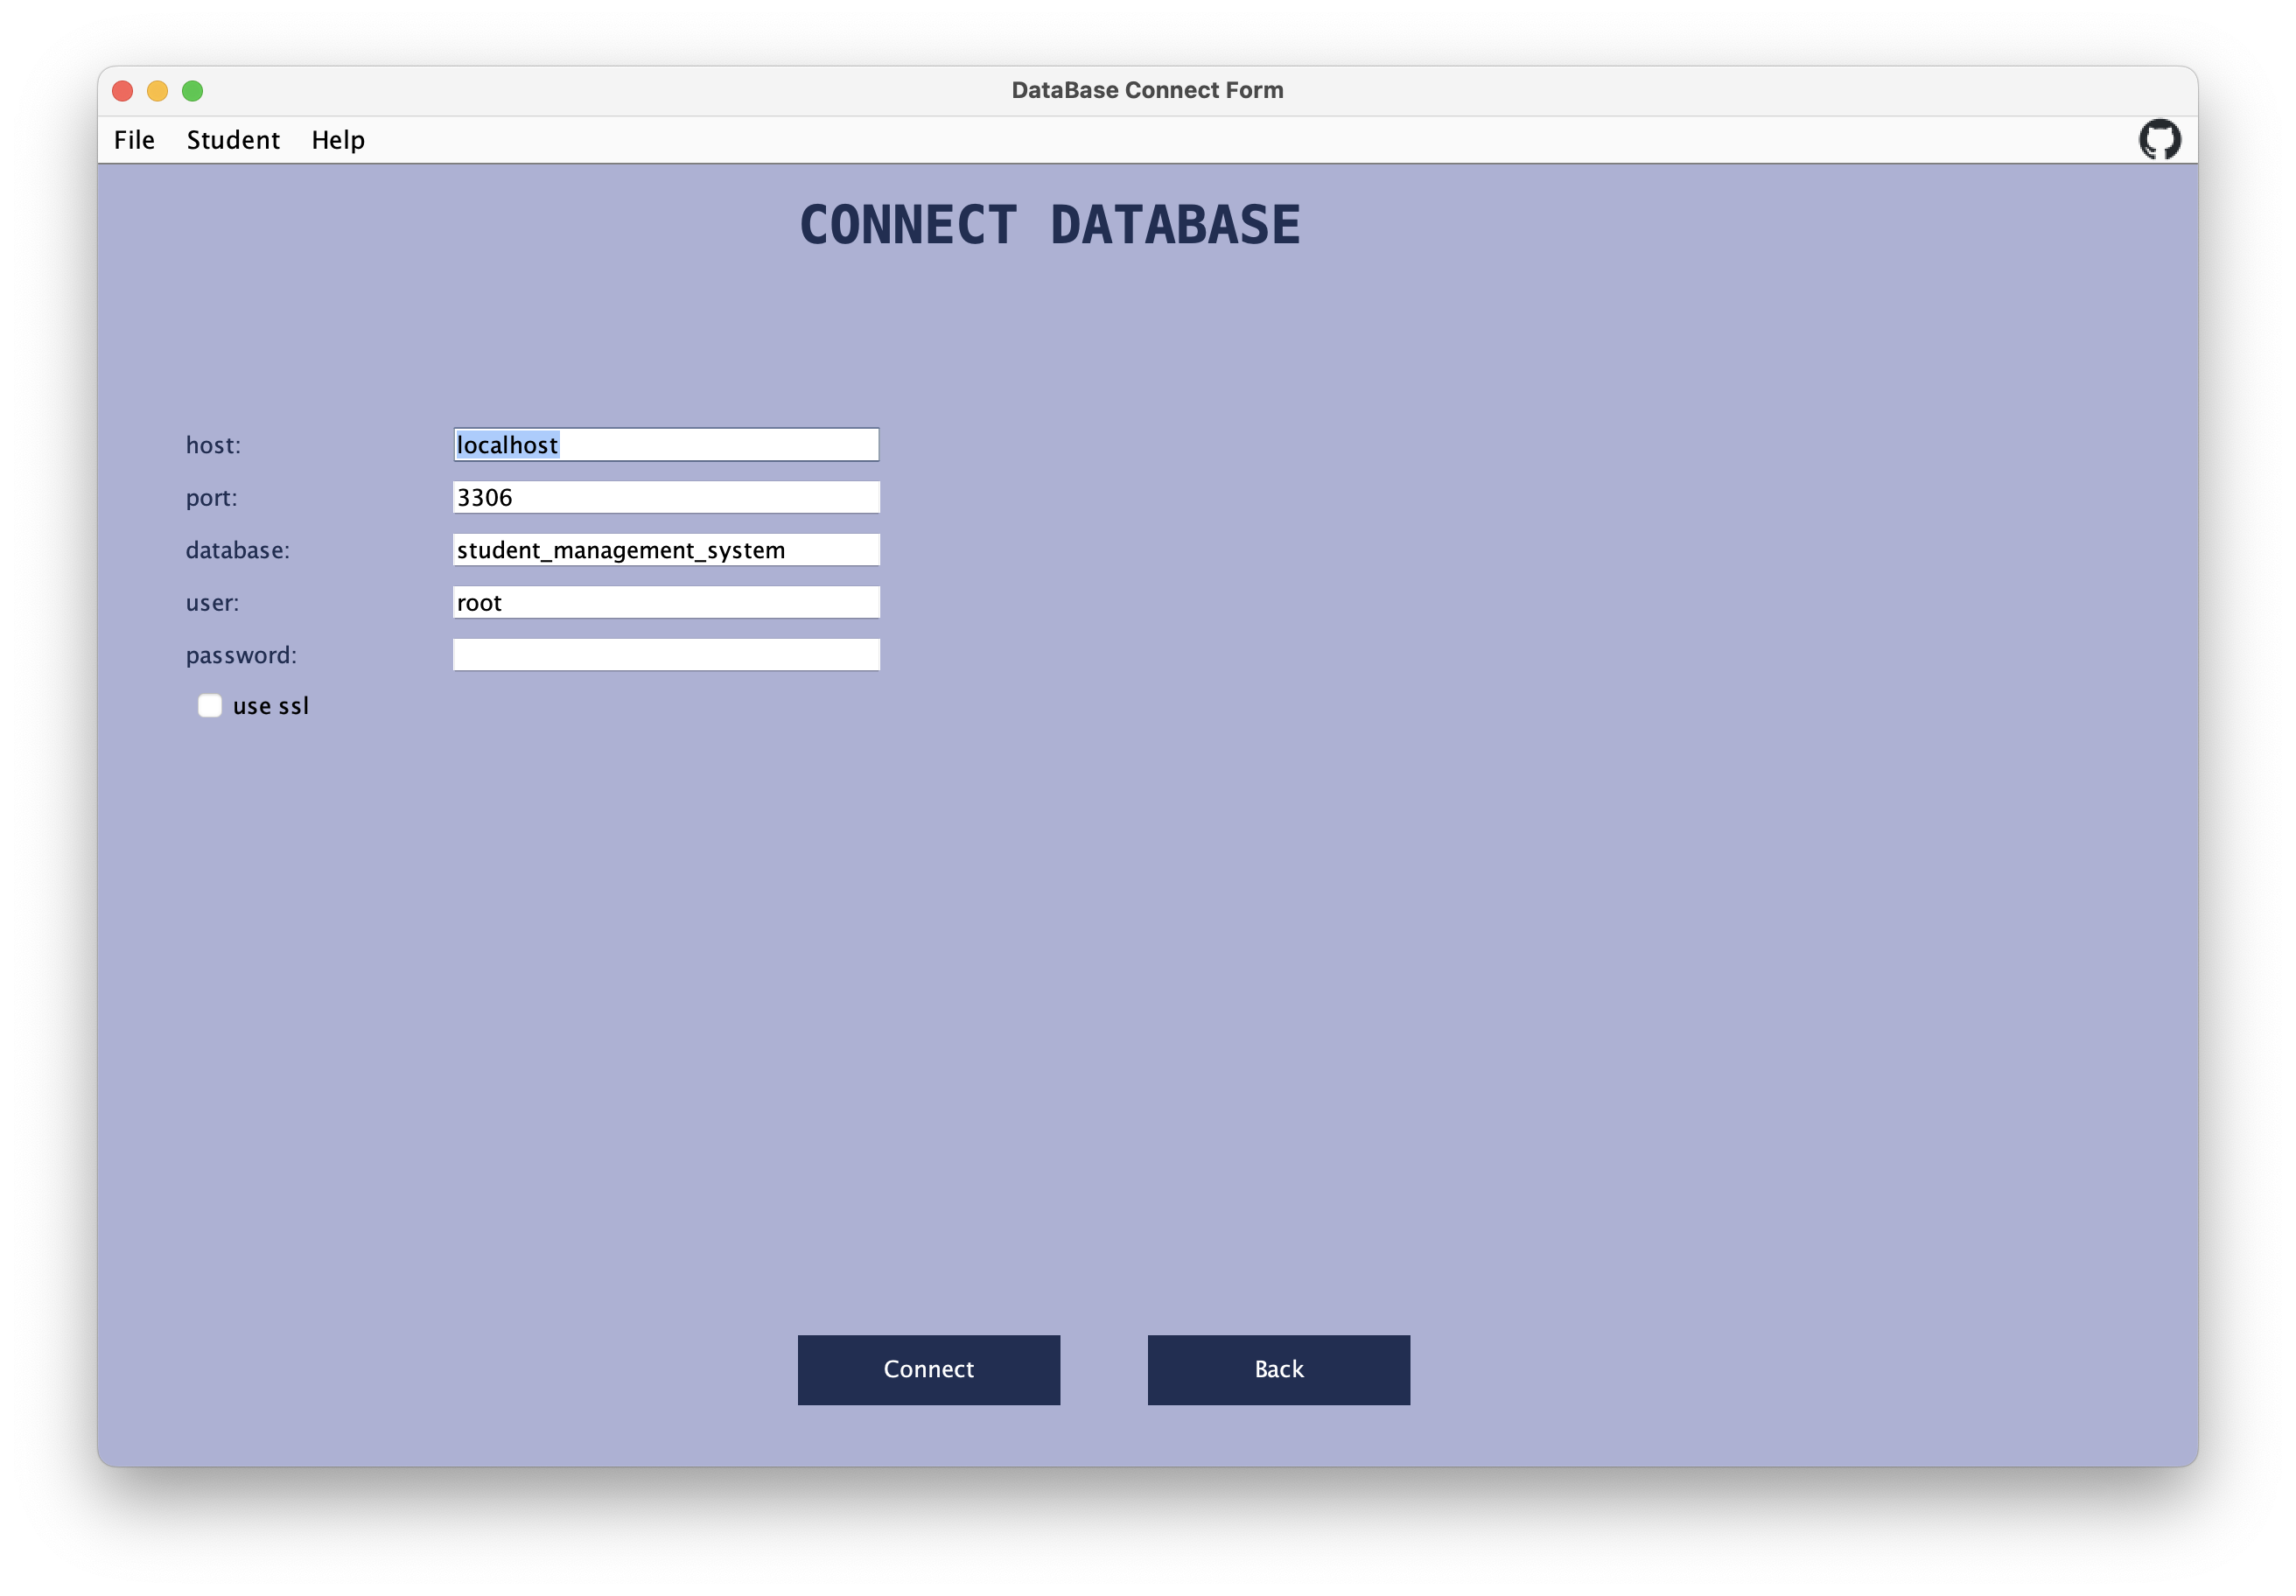 DataBase Connect Form
File Student Help
CONNECT DATABASE
host: localhost
port: 3306
database: student_management_system
user: root
password:
use ssl
Connect Back